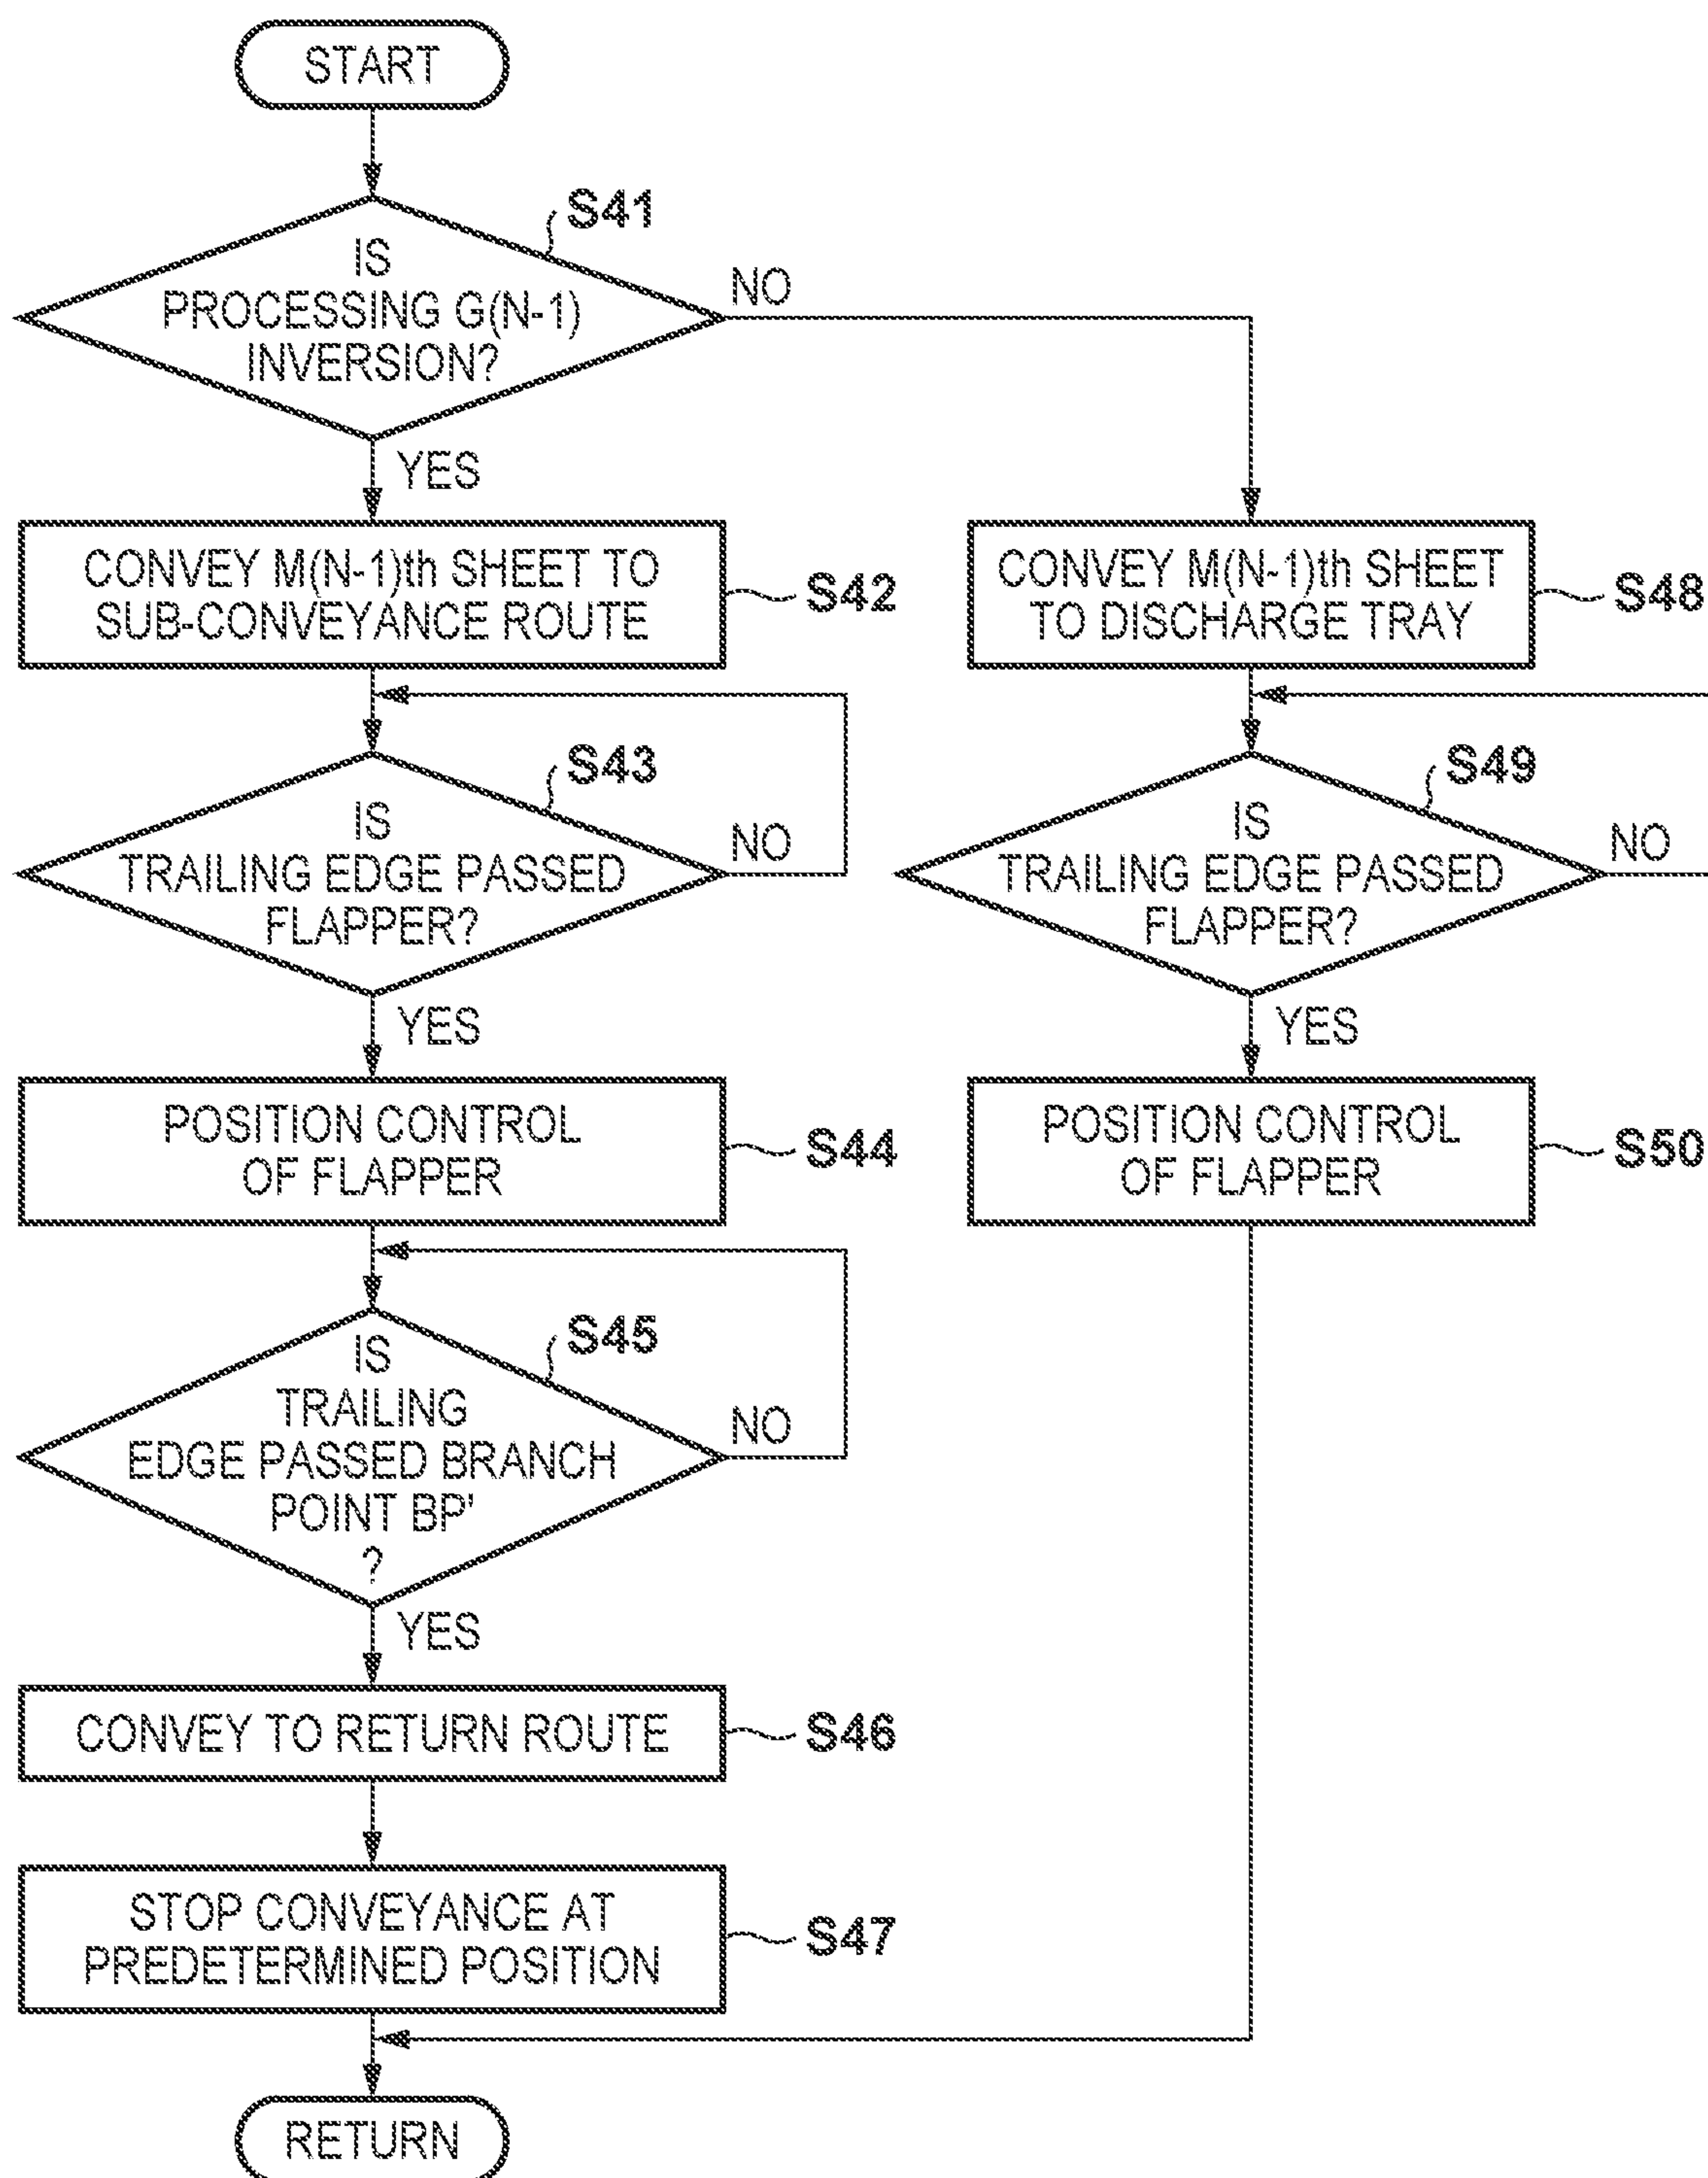 START
S41
IS
PROCESSING G(N-1)
INVERSION?
NO
YES
CONVEY M(N-1)th SHEET TO
SUB-CONVEYANCE ROUTE
S42
S43
IS
TRAILING EDGE PASSED
FLAPPER?
NO
YES
POSITION CONTROL
OF FLAPPER
S44
S45
IS
TRAILING
EDGE PASSED BRANCH
POINT BP'
?
NO
YES
CONVEY TO RETURN ROUTE
S46
STOP CONVEYANCE AT
PREDETERMINED POSITION
S47
CONVEY M(N-1)th SHEET
TO DISCHARGE TRAY
S48
S49
IS
TRAILING EDGE PASSED
FLAPPER?
NO
YES
POSITION CONTROL
OF FLAPPER
S50
RETURN